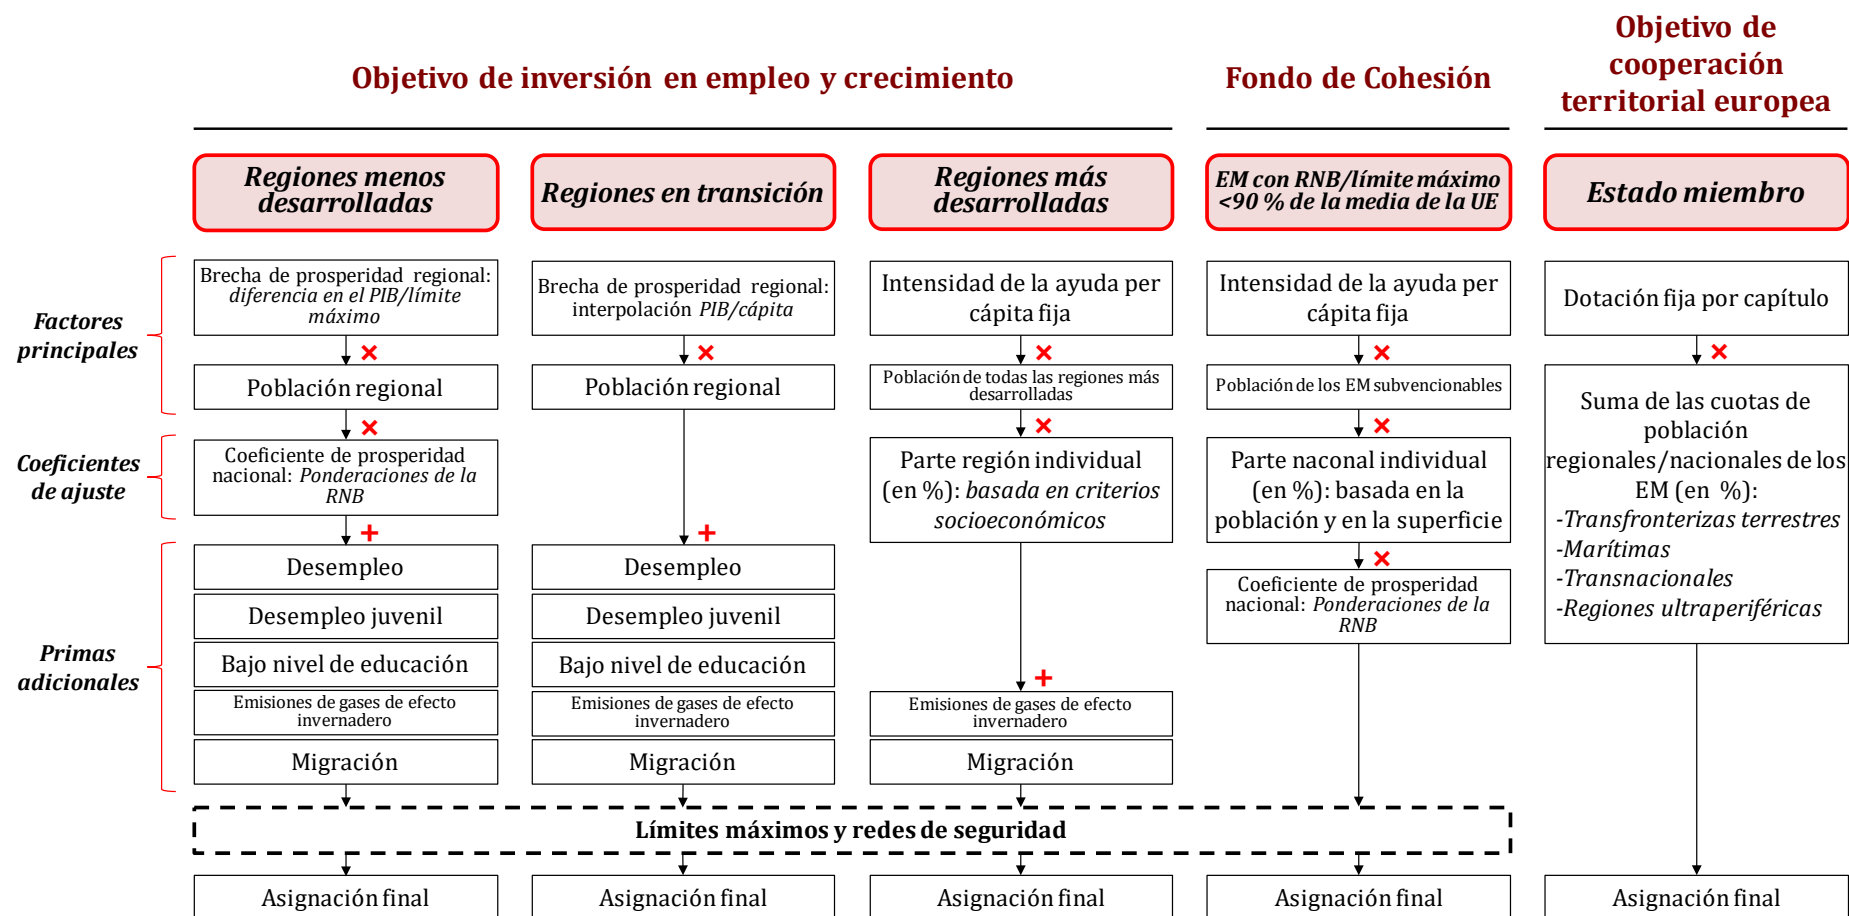 Objetivo de inversión en empleo y crecimiento
Fondo de Cohesión
Objetivo de
cooperación
territorial europea
Regiones menos
desarrolladas
Regiones en transición
Regiones más
desarrolladas
EM con RNB/límite máximo
<90 % de la media de la UE
Estado miembro
Factores
principales
Brecha de prosperidad regional:
diferencia en el PIB/límite
máximo
Brecha de prosperidad regional:
interpolación PIB/cápita
Intensidad de la ayuda per
cápita fija
Intensidad de la ayuda per
cápita fija
Dotación fija por capítulo
×
×
×
×
×
Población regional
Población regional
Población de todas las regiones más
desarrolladas
Población de los EM subvencionables
Suma de las cuotas de
población
regionales/nacionales de los
EM (en %):
-Transfronterizas terrestres
-Marítimas
-Transnacionales
-Regiones ultraperiféricas
×
×
×
Coeficientes
de ajuste
Coeficiente de prosperidad
nacional: Ponderaciones de la
RNB
Parte región individual
(en %): basada en criterios
socioeconómicos
Parte naconal individual
(en %): basada en la
población y en la superficie
+
+
×
Primas
adicionales
Desempleo
Desempleo
Coeficiente de prosperidad
nacional: Ponderaciones de la
RNB
Desempleo juvenil
Desempleo juvenil
Bajo nivel de educación
Bajo nivel de educación
+
Emisiones de gases de efecto
invernadero
Emisiones de gases de efecto
invernadero
Emisiones de gases de efecto
invernadero
Migración
Migración
Migración
Límites máximos y redes de seguridad
Asignación final
Asignación final
Asignación final
Asignación final
Asignación final